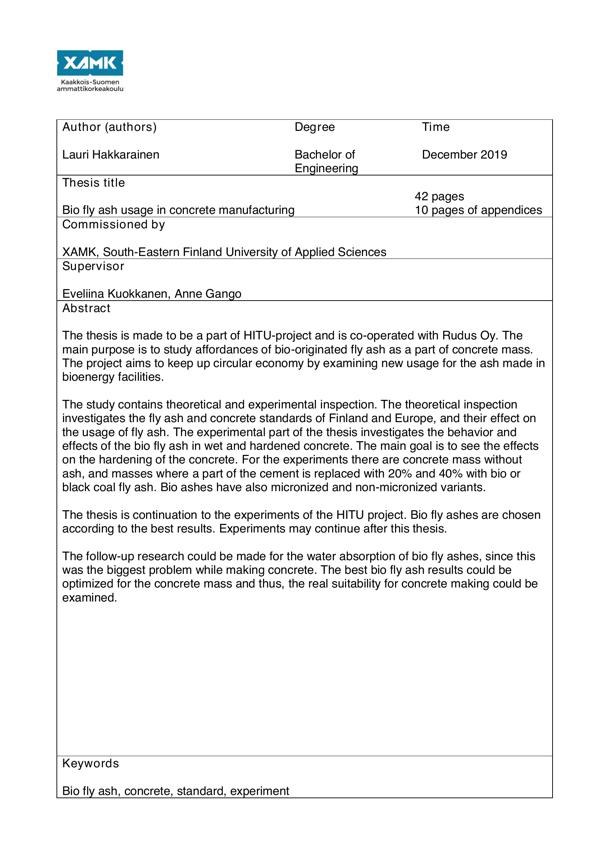 XAMK
Kaakkois-Suomen
ammattikorkeakoulu
Author (authors) Degree Time
Lauri Hakkarainen Bachelor of December 2019
Engineering
Thesis title
42 pages
Bio fly ash usage in concrete manufacturing 10 pages of appendices
Commissioned by
XAMK, South-Eastern Finland University of Applied Sciences
Supervisor
Eveliina Kuokkanen, Anne Gango
Abstract
The thesis is made to be a part of HITU-project and is co-operated with Rudus Oy. The
main purpose is to study affordances of bio-originated fly ash as a part of concrete mass.
The project aims to keep up circular economy by examining new usage for the ash made in
bioenergy facilities.
The study contains theoretical and experimental inspection. The theoretical inspection
investigates the fly ash and concrete standards of Finland and Europe, and their effect on
the usage of fly ash. The experimental part of the thesis investigates the behavior and
effects of the bio fly ash in wet and hardened concrete. The main goal is to see the effects
on the hardening of the concrete. For the experiments there are concrete mass without
ash, and masses where a part of the cement is replaced with 20% and 40% with bio or
black coal fly ash. Bio ashes have also micronized and non-micronized variants.
The thesis is continuation to the experiments of the HITU project. Bio fly ashes are chosen
according to the best results. Experiments may continue after this thesis.
The follow-up research could be made for the water absorption of bio fly ashes, since this
was the biggest problem while making concrete. The best bio fly ash results could be
optimized for the concrete mass and thus, the real suitability for concrete making could be
examined.
Keywords
Bio fly ash, concrete, standard, experiment